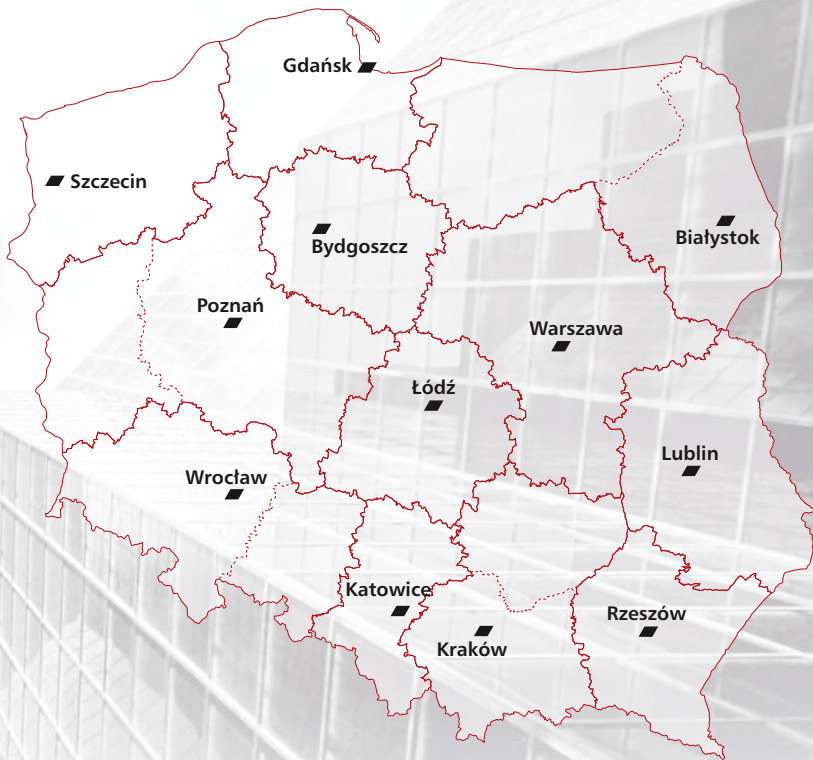 Gdańsk
Szczecin
Białystok
Bydgoszcz
Poznań
Warszawa
Łódź
Lublin
Wrocław
Katowice
Rzeszów
Kraków